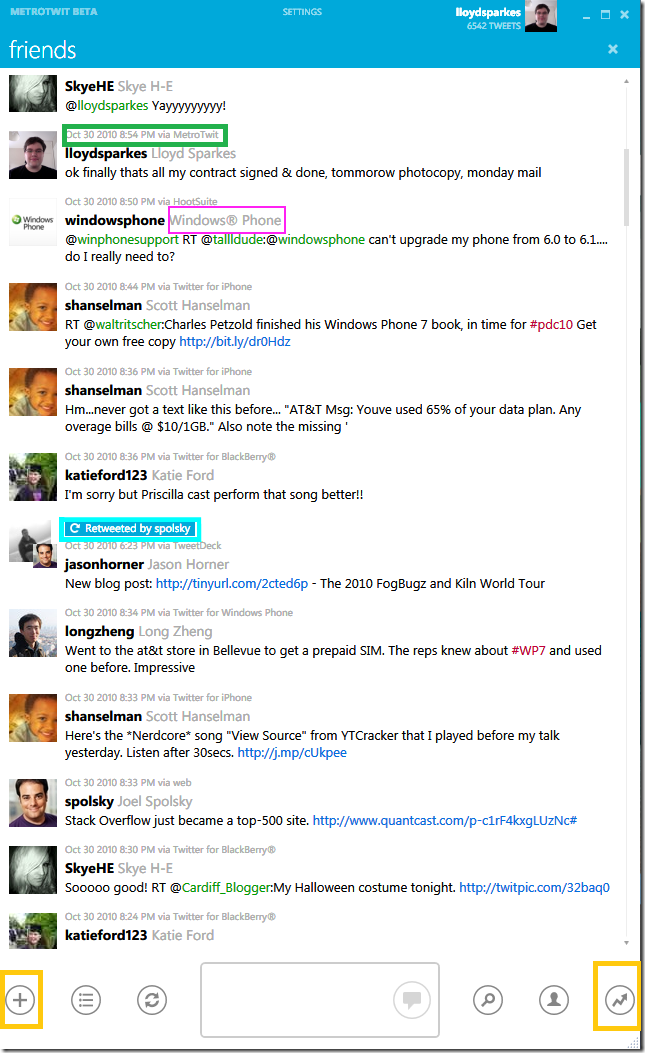 METROTWIT BETA
SETTINGS
lloydsparkes
6542 TWEETS
friends
SkyeHE Skye H-E
@lloydsparkes Yayyyyyyyyy!
Oct 30 2010 8:54 PM via MetroTwit
lloydsparkes Lloyd Sparkes
ok finally thats all my contract signed & done, tommorow photocopy, monday mail
Oct 30 2010 8:50 PM via HootSuite
Windows
Phone
windowsphone Windows® Phone
@winphonesupport RT @tallldude:@windowsphone can't upgrade my phone from 6.0 to 6.1....
do I really need to?
Oct 30 2010 8:44 PM via Twitter for iPhone
shanselman Scott Hanselman
RT @waltritscher:Charles Petzold finished his Windows Phone 7 book, in time for #pdc10 Get
your own free copy http://bit.ly/dr0Hdz
Oct 30 2010 8:36 PM via Twitter for iPhone
shanselman Scott Hanselman
Hm...never got a text like this before... "AT&T Msg: Youve used 65% of your data plan. Any
overage bills @ $10/1GB." Also note the missing '
Oct 30 2010 8:36 PM via Twitter for BlackBerry®
katieford123 Katie Ford
I'm sorry but Priscilla cast perform that song better!!
Retweeted by spolsky
Oct 30 2010 6:23 PM via TweetDeck
jasonhorner Jason Horner
New blog post: http://tinyurl.com/2cted6p - The 2010 FogBugz and Kiln World Tour
Oct 30 2010 8:34 PM via Twitter for Windows Phone
longzheng Long Zheng
Went to the at&t store in Bellevue to get a prepaid SIM. The reps knew about #WP7 and used
one before. Impressive
Oct 30 2010 8:33 PM via Twitter for iPhone
shanselman Scott Hanselman
Here's the *Nerdcore* song "View Source" from YTCracker that I played before my talk
yesterday. Listen after 30secs. http://j.mp/cUkpee
Oct 30 2010 8:33 PM via web
spolsky Joel Spolsky
Stack Overflow just became a top-500 site. http://www.quantcast.com/p-c1rF4kxgLUzNc#
Oct 30 2010 8:30 PM via Twitter for BlackBerry®
SkyeHE Skye H-E
Sooooo good! RT @Cardiff_Blogger:My Halloween costume tonight. http://twitpic.com/32baq0
Oct 30 2010 8:24 PM via Twitter for BlackBerry®
katieford123 Katie Ford